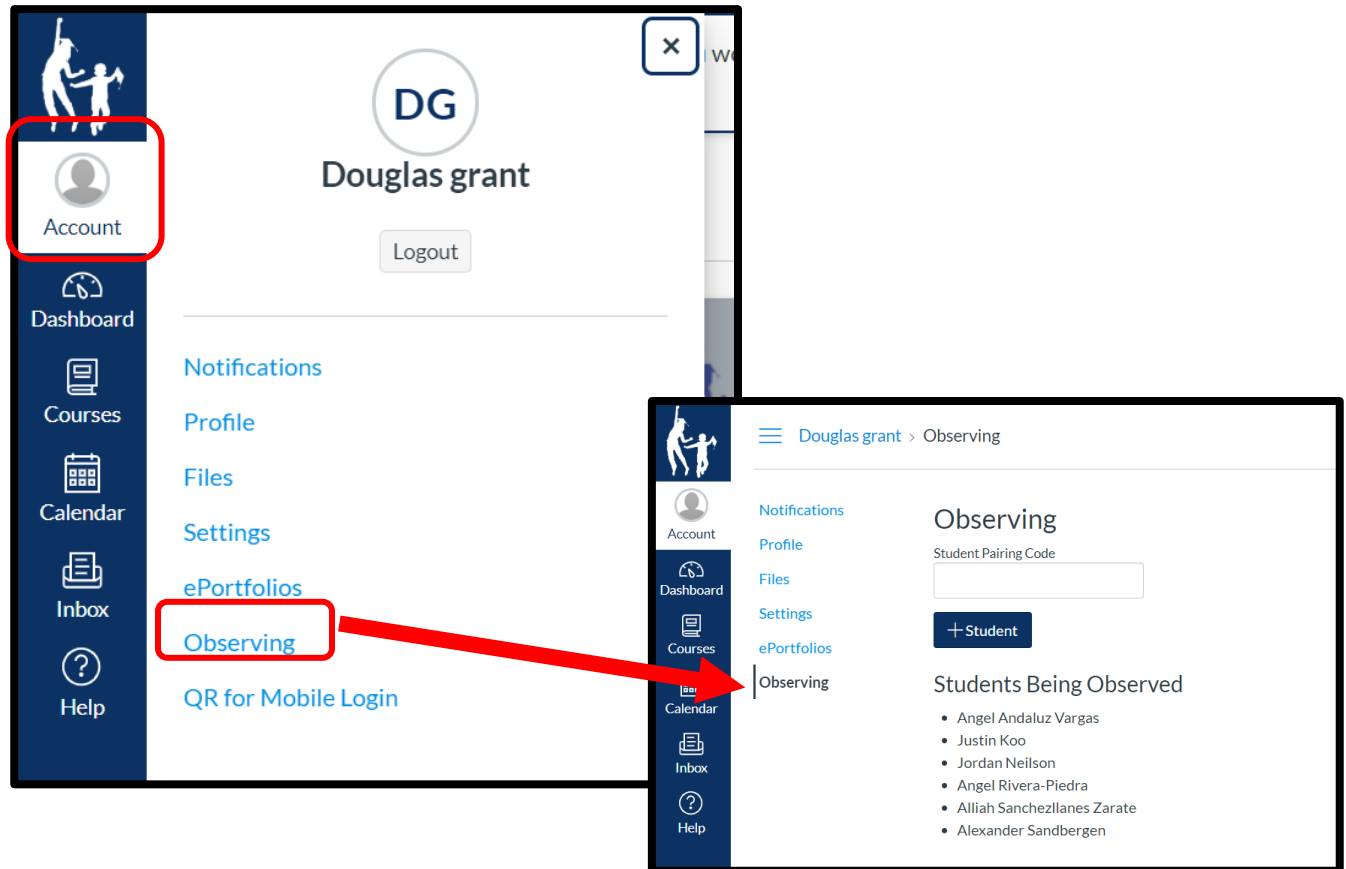 ×
DG
Douglas grant
Logout
Account
Dashboard
Courses
Calendar
Inbox
Help
Notifications
Profile
Files
Settings
ePortfolios
Observing
QR for Mobile Login
Douglas grant > Observing
Account
Dashboard
Courses
Calendar
Inbox
Help
Notifications
Profile
Files
Settings
ePortfolios
Observing
Observing
Student Pairing Code
+Student
Students Being Observed
• Angel Andaluz Vargas
• Justin Koo
• Jordan Neilson
• Angel Rivera-Piedra
• Alliah Sanchezllanes Zarate
• Alexander Sandbergen